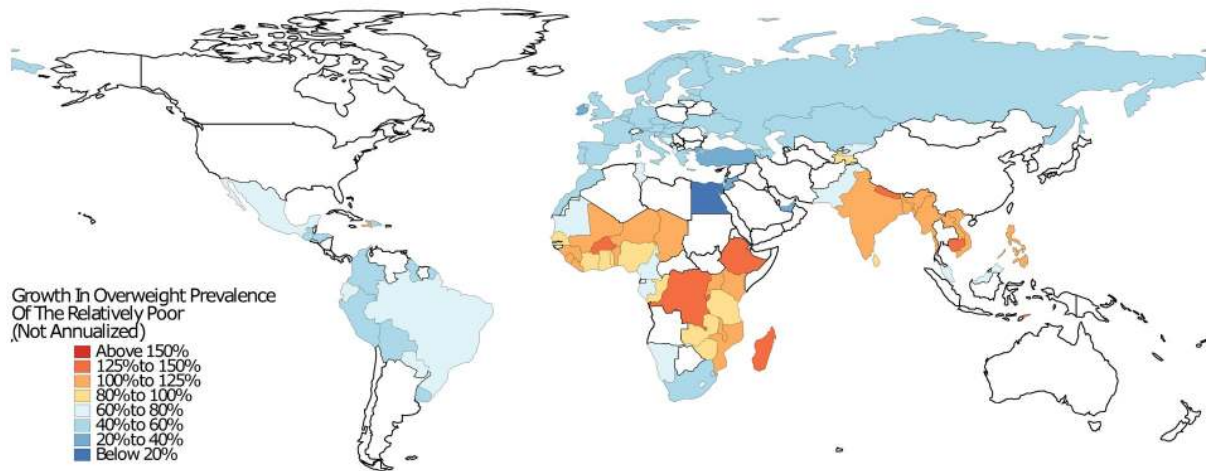 Growth In Overweight Prevalence
Of The Relatively Poor
(Not Annualized)
Above 150%
125%to 150%
100%to 125%
80%to 100%
60%to 80%
40%to 60%
20%to 40%
Below 20%